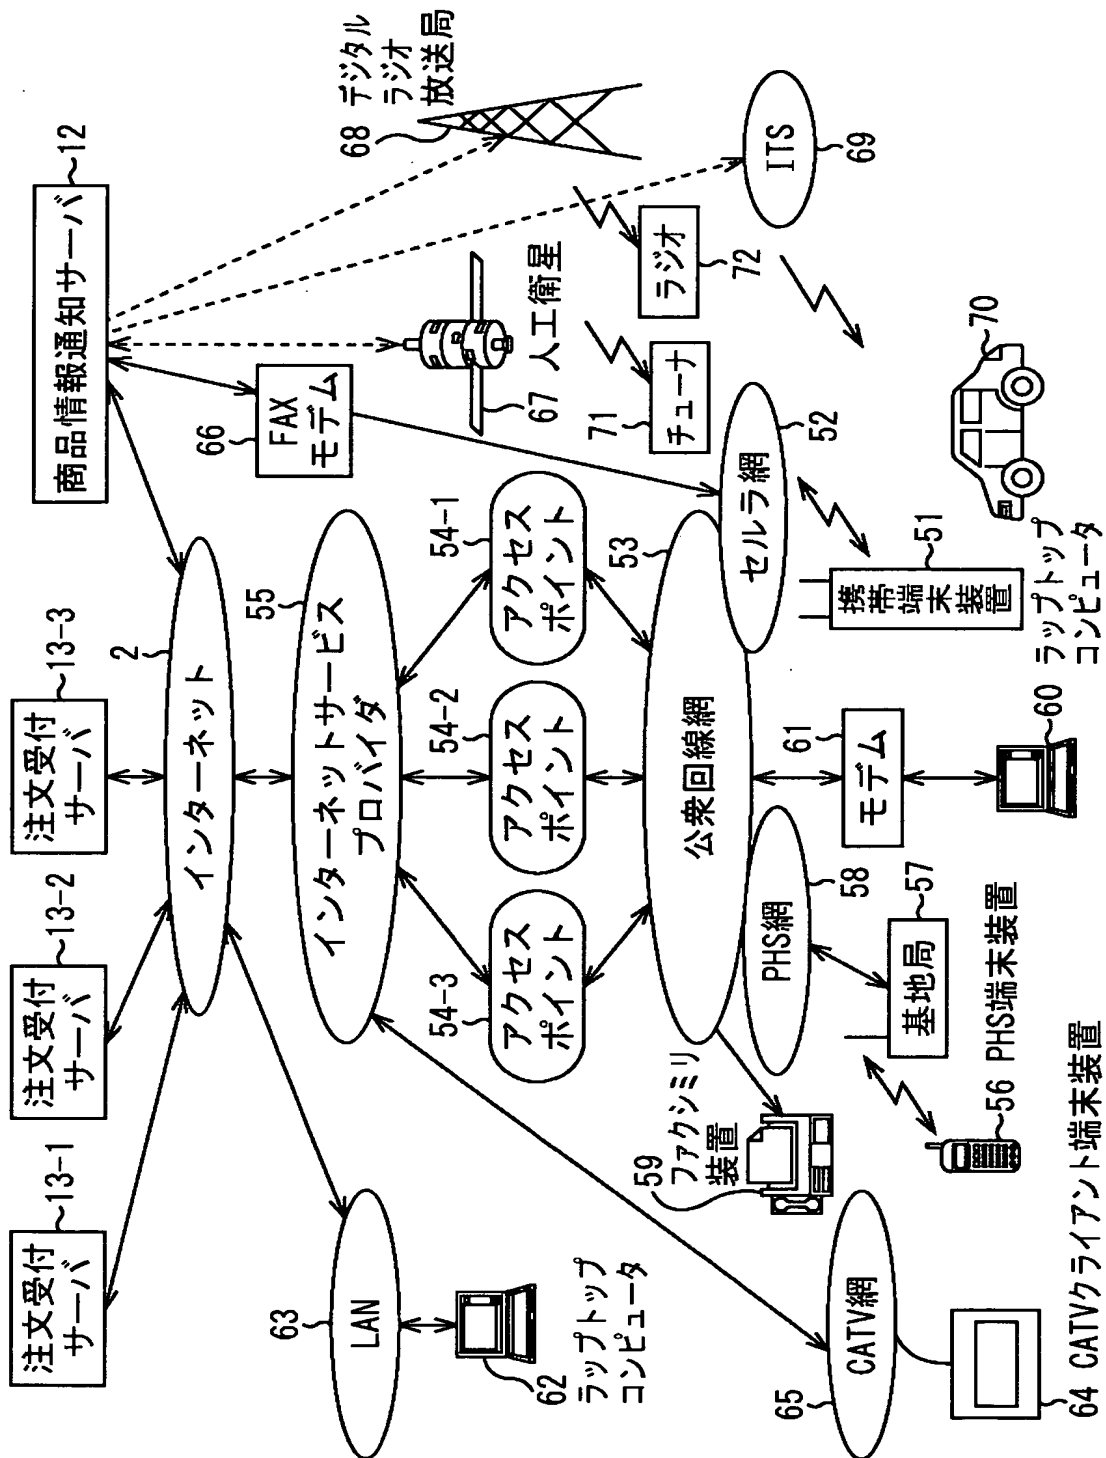 注文受付
サーバ
13-1
注文受付
サーバ
13-2
注文受付
サーバ
13-3
商品情報通知サーバ
12
インターネット
2
インターネットサービス
プロバイダ
55
FAX
モデム
66
67 人工衛星
68 デジタル
ラジオ
放送局
ITS
69
LAN
63
62 ラップトップ
コンピュータ
アクセス
ポイント
54-3
アクセス
ポイント
54-2
アクセス
ポイント
54-1
チューナ
71
ラジオ
72
公衆回線網
53
セルラ網
52
PHS網
58
59 ファクシミリ
装置
CATV網
65
64 CATVクライアント端末装置
基地局
57
56 PHS端末装置
モデム
61
60 ラップトップ
コンピュータ
携帯端末装置
51
70